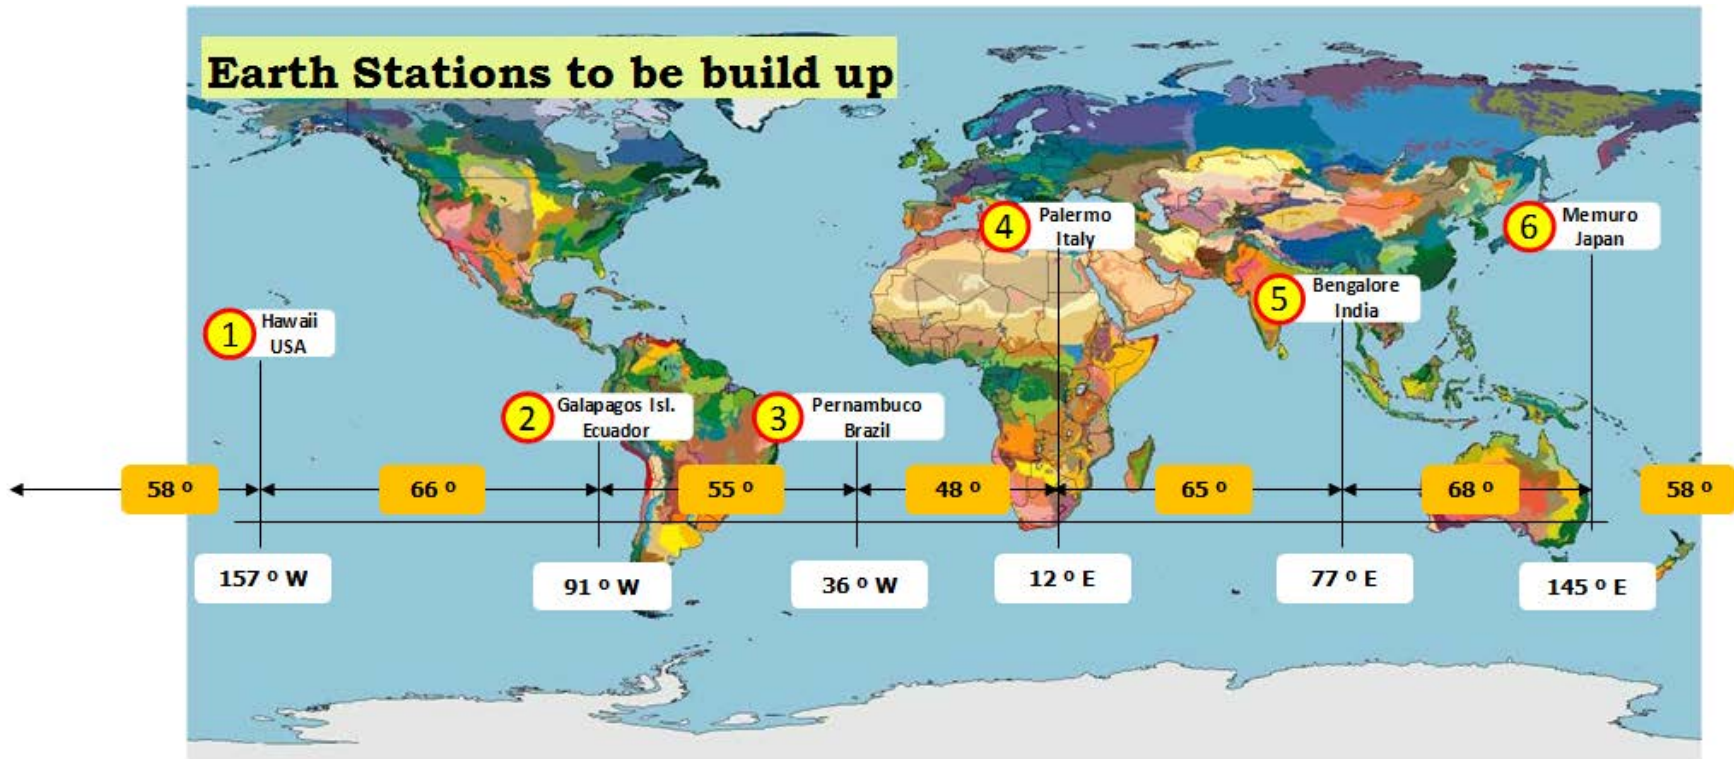 Earth Stations to be build up
4
Palermo
Italy
6
Memuro
Japan
5
Bengalore
India
1
Hawaii
USA
2
Galapagos Isl.
Ecuador
3
Pernambuco
Brazil
58 º
66 º
55 º
48 º
65 º
68 º
58 º
157 º W
91 º W
36 º W
12 º E
77 º E
145 º E